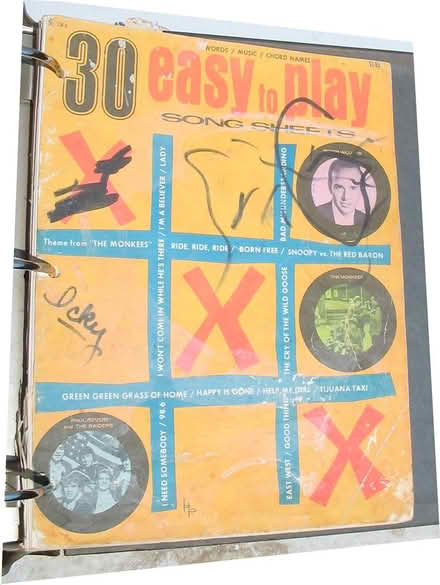 WORDS / MUSIC / CHORD NAMES
30 easy to play
SONG SHEETS
I WON'T COME IN WHILE HE'S THERE / I'M A BELIEVER / LADY
BAD MISUNDERSTANDING
Theme from "THE MONKEES"
RIDE, RIDE, RIDE / BORN FREE / SNOOPY vs. THE RED BARON
THE MONKEES
Icky
THE CRY OF THE WILD GOOSE
GREEN GREEN GRASS OF HOME / HAPPY IS GONE / HELP ME GIRL / TIJUANA TAXI
PAUL REVERE
and THE RAIDERS
I NEED SOMEBODY / 98.6
EAST WEST / GOOD THING